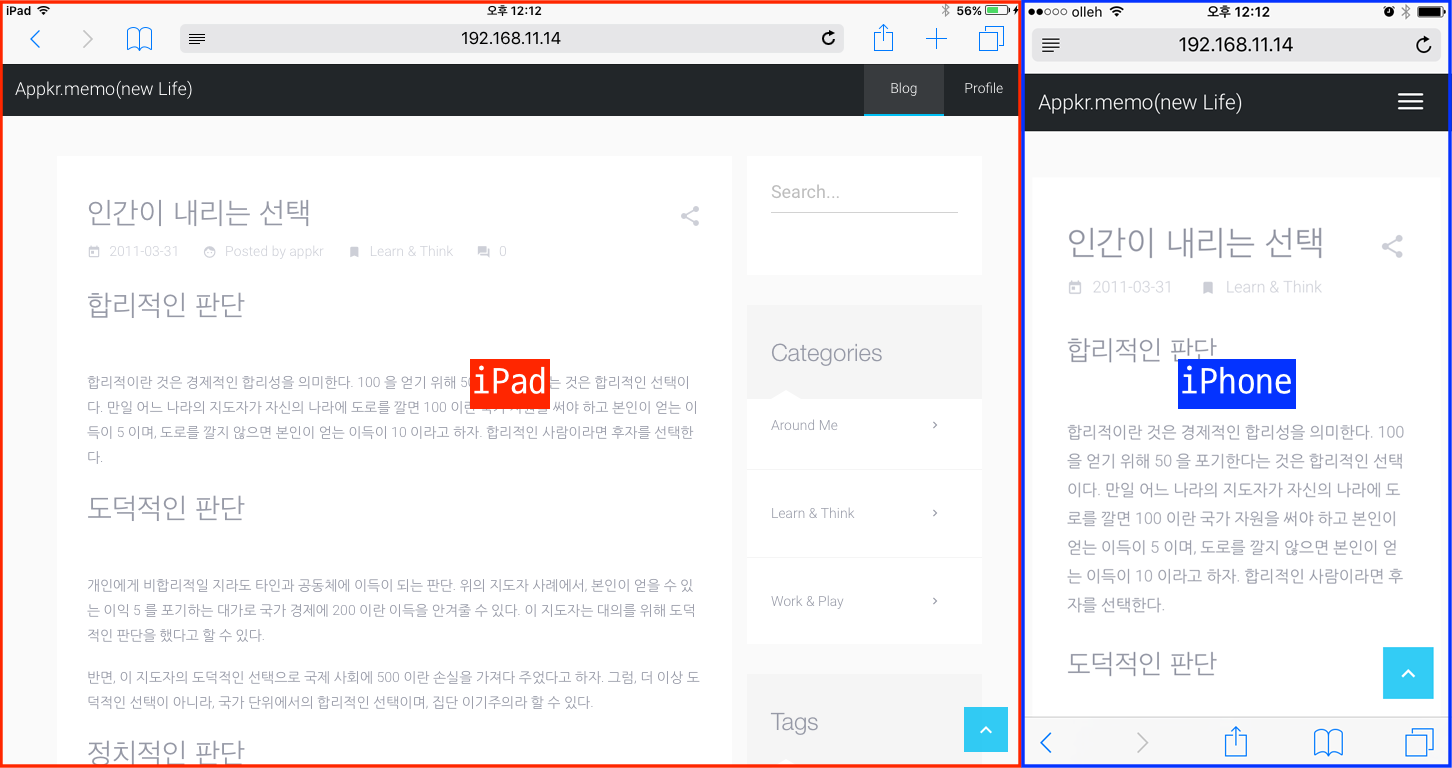 iPad
오후 12:12
56%
192.168.11.14
Appkr.memo(new Life)
Blog
Profile
인간이 내리는 선택
2011-03-31
Posted by appkr
Learn & Think
0
합리적인 판단
합리적이란 것은 경제적인 합리성을 의미한다. 100 을 얻기 위해 는 것은 합리적인 선택이
다. 만일 어느 나라의 지도자가 자신의 나라에 도로를 깔면 100 이란 국가 자원을 써야 하고 본인이 얻는 이
득이 5 이며, 도로를 깔지 않으면 본인이 얻는 이득이 10 이라고 하자. 합리적인 사람이라면 후자를 선택한
다.
iPad
도덕적인 판단
개인에게 비합리적일 지라도 타인과 공동체에 이득이 되는 판단. 위의 지도자 사례에서, 본인이 얻을 수 있
는 이익 5 를 포기하는 대가로 국가 경제에 200 이란 이득을 안겨줄 수 있다. 이 지도자는 대의를 위해 도덕
적인 판단을 했다고 할 수 있다.
반면, 이 지도자의 도덕적인 선택으로 국제 사회에 500 이란 손실을 가져다 주었다고 하자. 그럼, 더 이상 도
덕적인 선택이 아니라, 국가 단위에서의 합리적인 선택이며, 집단 이기주의라 할 수 있다.
정치적인 판단
Search...
Categories
Around Me
Learn & Think
Work & Play
Tags
olleh
오후 12:12
192.168.11.14
Appkr.memo(new Life)
인간이 내리는 선택
2011-03-31
Learn & Think
합리적인 판단
iPhone
합리적이란 것은 경제적인 합리성을 의미한다. 100
을 얻기 위해 50 을 포기한다는 것은 합리적인 선택
이다. 만일 어느 나라의 지도자가 자신의 나라에 도
로를 깔면 100 이란 국가 자원을 써야 하고 본인이
얻는 이득이 5 이며, 도로를 깔지 않으면 본인이 얻
는 이득이 10 이라고 하자. 합리적인 사람이라면 후
자를 선택한다.
도덕적인 판단